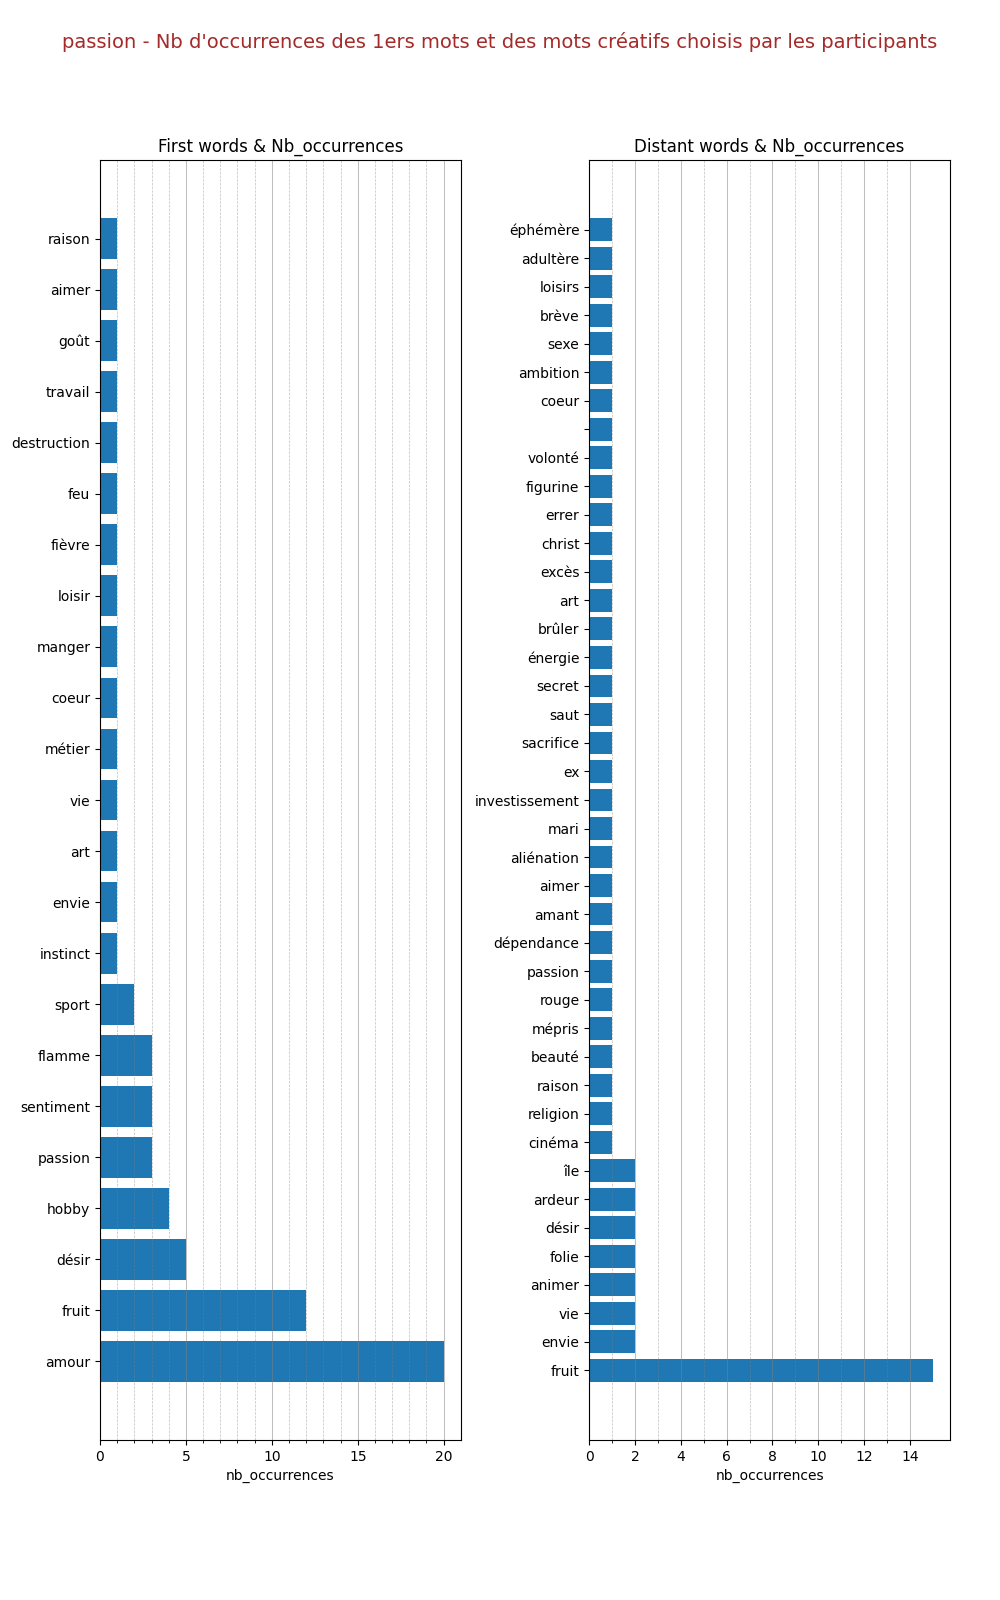 passion - Nb d'occurrences des 1ers mots et des mots créatifs choisis par les participants
First words & Nb_occurrences
raison
aimer
goût
travail
destruction
feu
fièvre
loisir
manger
coeur
métier
vie
art
envie
instinct
sport
flamme
sentiment
passion
hobby
désir
fruit
amour
0 5 10 15 20
nb_occurrences
Distant words & Nb_occurrences
éphémère
adultère
loisirs
brève
sexe
ambition
coeur
volonté
figurine
errer
christ
excès
art
brûler
énergie
secret
saut
sacrifice
ex
investissement
mari
aliénation
aimer
amant
dépendance
passion
rouge
mépris
beauté
raison
religion
cinéma
île
ardeur
désir
folie
animer
vie
envie
fruit
0 2 4 6 8 10 12 14
nb_occurrences